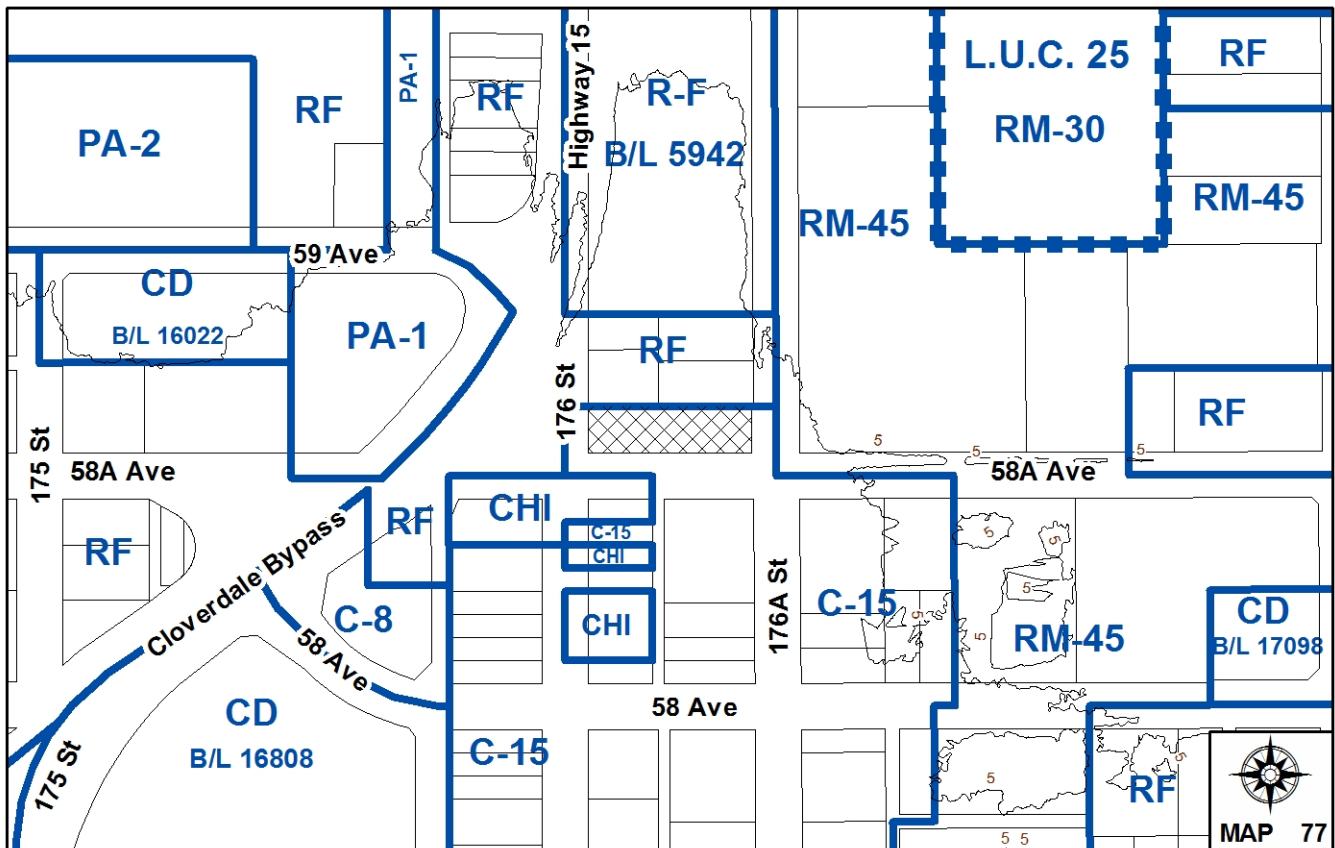 L.U.C. 25
RM-30
RF
PA-1
RF
RF
Highway 15
R-F
B/L 5942
PA-2
RM-45
RM-45
59 Ave
CD
B/L 16022
PA-1
RF
176 St
RF
175 St
58A Ave
5
5
5
58A Ave
RF
Cloverdale Bypass
RF
CHI
C-15
CHI
CHI
C-8
58 Ave
176A St
C-15
5
5
5
5
5
RM-45
CD
B/L 17098
58 Ave
CD
B/L 16808
C-15
175 St
5
5
RF
5 5
MAP 77